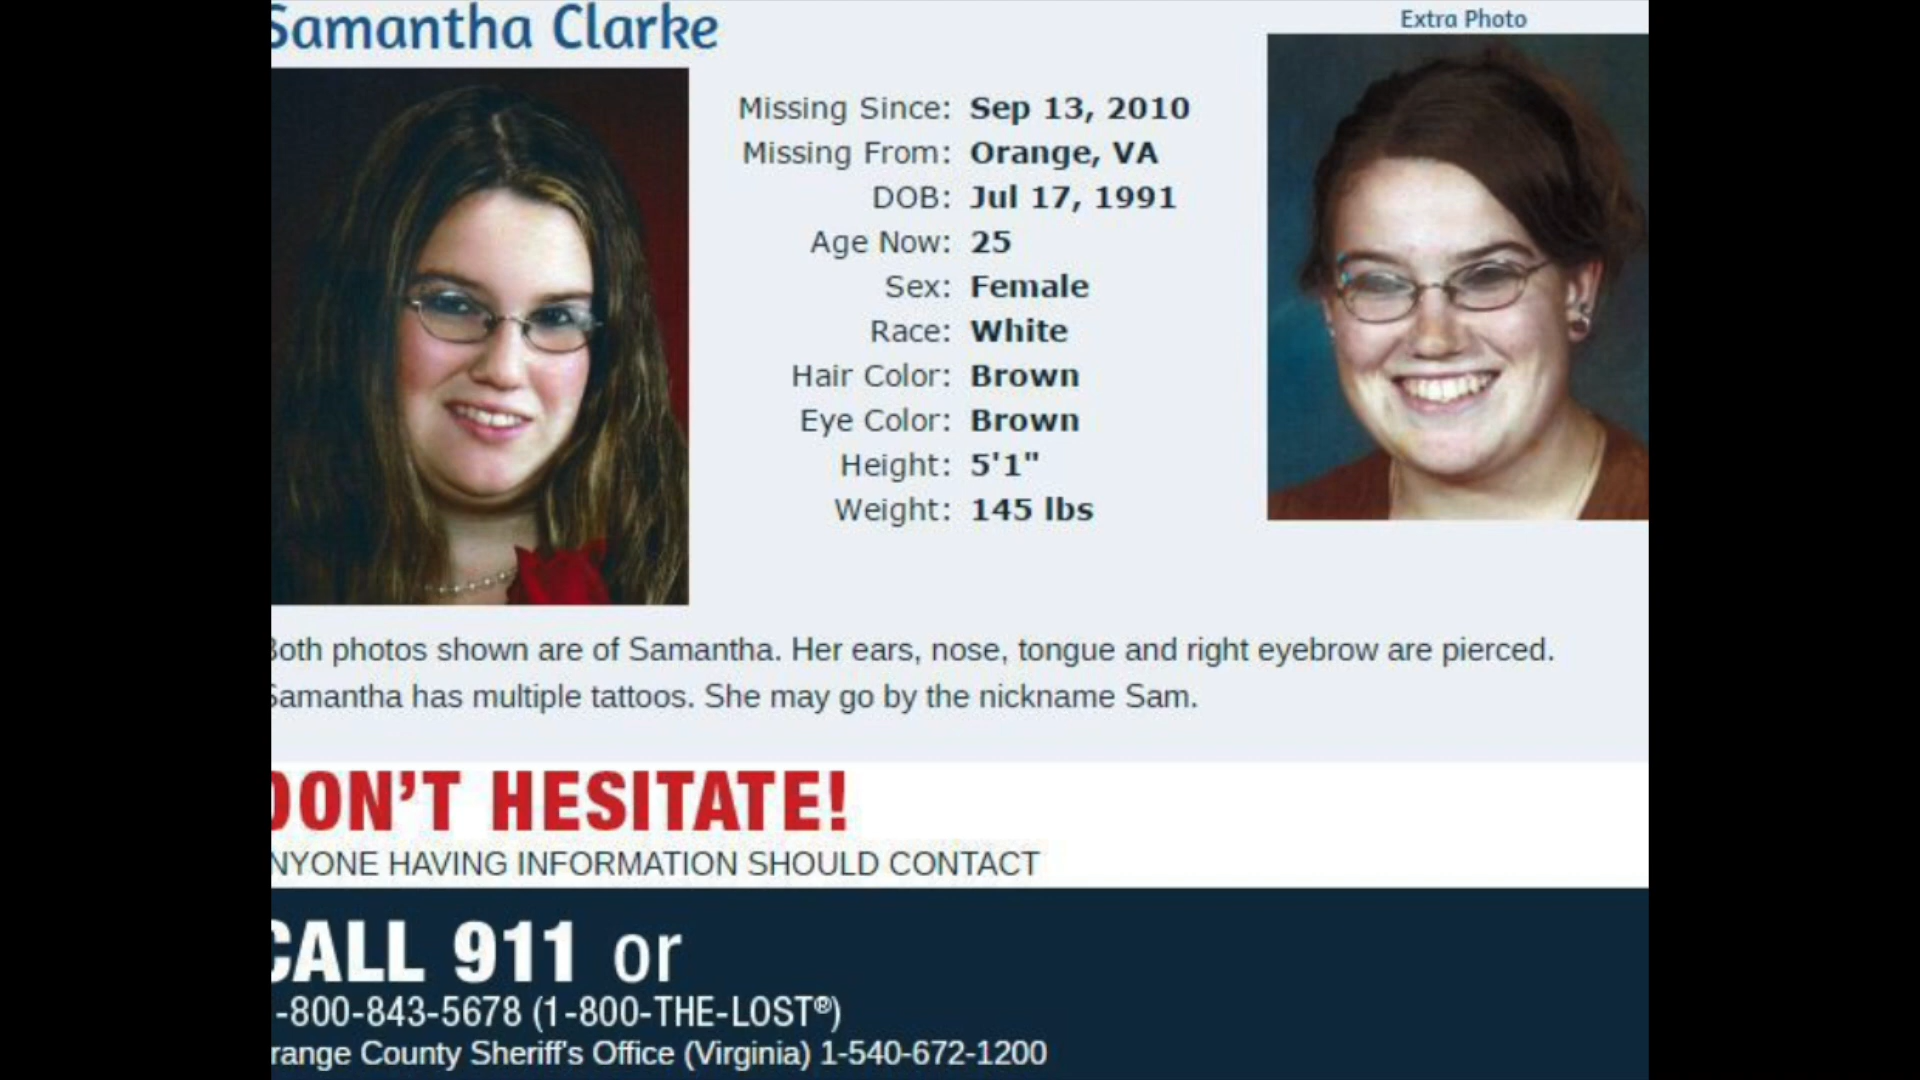 Samantha Clarke
Extra Photo
Missing Since: Sep 13, 2010
Missing From: Orange, VA
DOB: Jul 17, 1991
Age Now: 25
Sex: Female
Race: White
Hair Color: Brown
Eye Color: Brown
Height: 5'1"
Weight: 145 lbs
Both photos shown are of Samantha. Her ears, nose, tongue and right eyebrow are pierced.
Samantha has multiple tattoos. She may go by the nickname Sam.
DON'T HESITATE!
NYONE HAVING INFORMATION SHOULD CONTACT
CALL 911 or
-800-843-5678 (1-800-THE-LOST®)
range County Sheriff's Office (Virginia) 1-540-672-1200